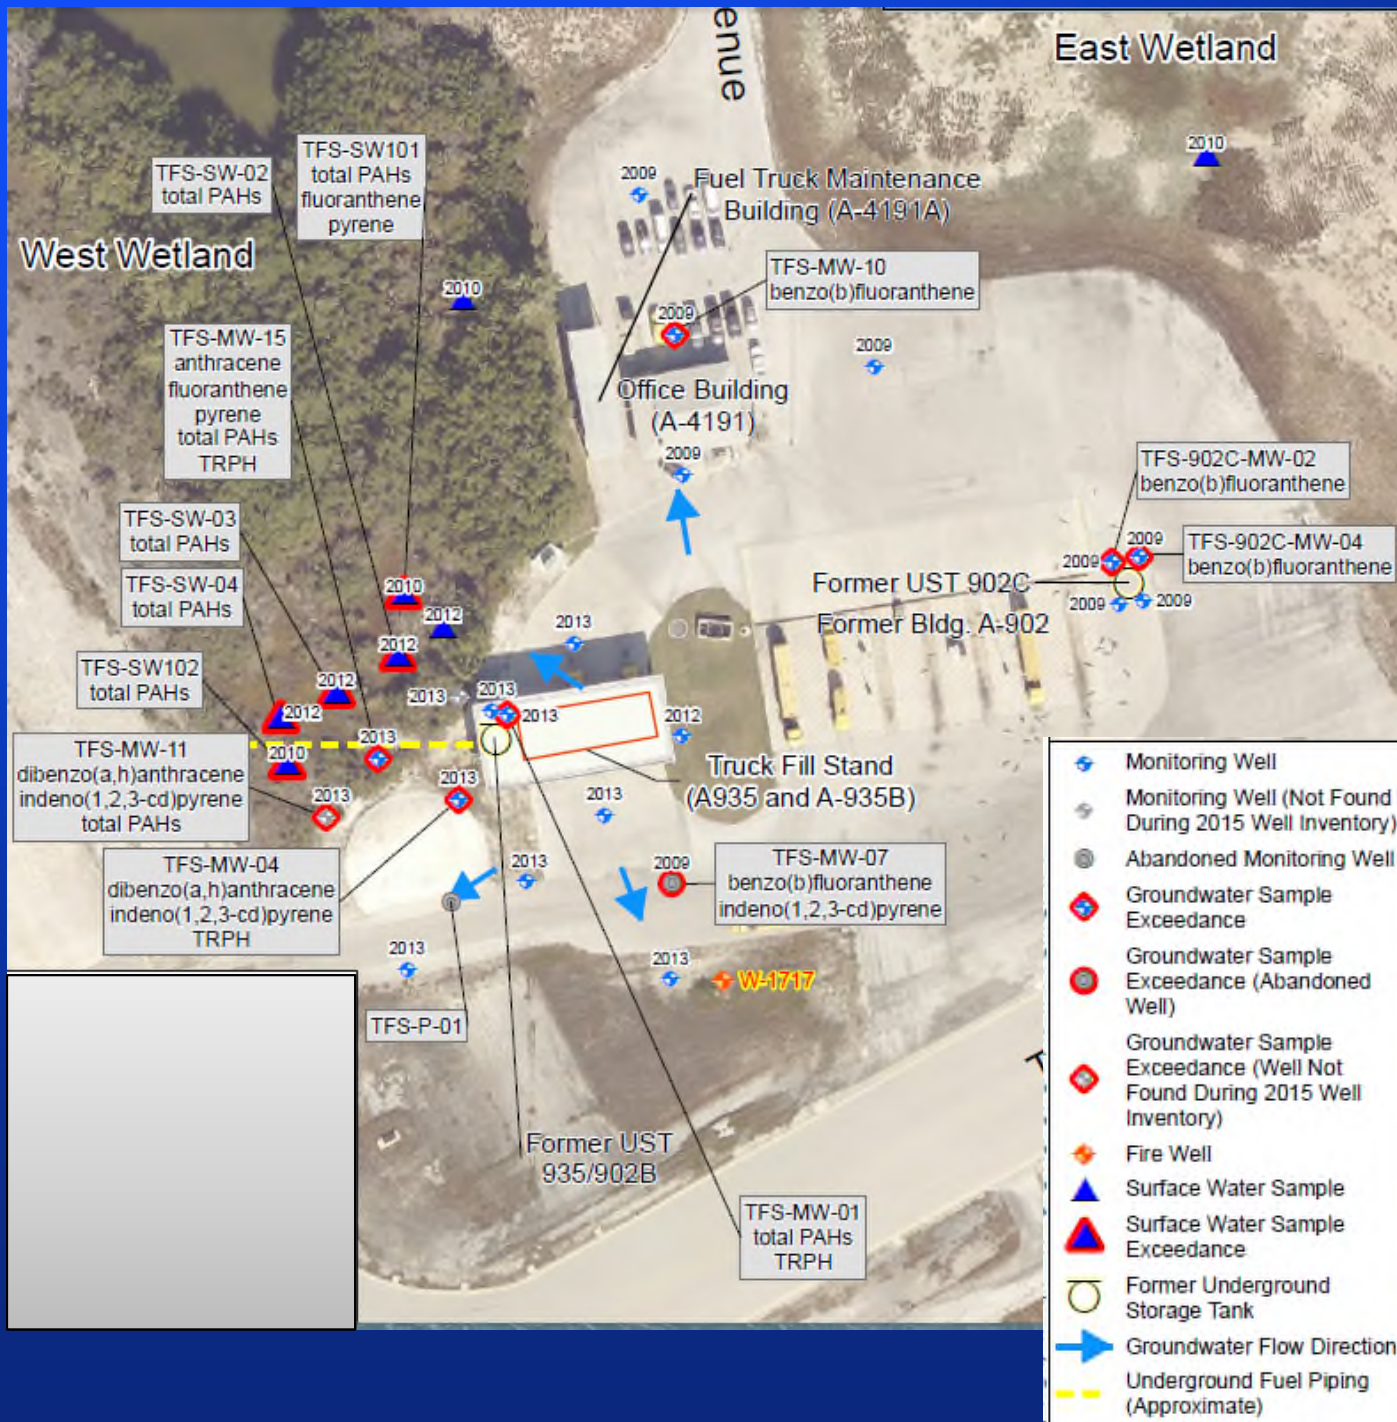 enue
East Wetland
2010
TFS-SW101
total PAHs
fluoranthene
pyrene
TFS-SW-02
total PAHs
2009
Fuel Truck Maintenance
Building (A-4191A)
West Wetland
TFS-MW-10
benzo(b)fluoranthene
2010
2009
TFS-MW-15
anthracene
fluoranthene
pyrene
total PAHs
TRPH
2009
Office Building
(A-4191)
2009
TFS-902C-MW-02
benzo(b)fluoranthene
TFS-SW-03
total PAHs
2009
TFS-902C-MW-04
benzo(b)fluoranthene
2009
TFS-SW-04
total PAHs
2010
Former UST 902C
2009
2009
2012
2013
Former Bldg. A-902
2012
TFS-SW102
total PAHs
2012
2013
2013
2012
2013
2012
TFS-MW-11
dibenzo(a,h)anthracene
indeno(1,2,3-cd)pyrene
total PAHs
2013
2010
Truck Fill Stand
(A935 and A-935B)
2013
2013
2013
TFS-MW-04
dibenzo(a,h)anthracene
indeno(1,2,3-cd)pyrene
TRPH
2013
2009
TFS-MW-07
benzo(b)fluoranthene
indeno(1,2,3-cd)pyrene
2013
2013
W-1717
TFS-P-01
Former UST
935/902B
TFS-MW-01
total PAHs
TRPH
Monitoring Well
Monitoring Well (Not Found
During 2015 Well Inventory)
Abandoned Monitoring Well
Groundwater Sample
Exceedance
Groundwater Sample
Exceedance (Abandoned
Well)
Groundwater Sample
Exceedance (Well Not
Found During 2015 Well
Inventory)
Fire Well
Surface Water Sample
Surface Water Sample
Exceedance
Former Underground
Storage Tank
Groundwater Flow Direction
Underground Fuel Piping
(Approximate)